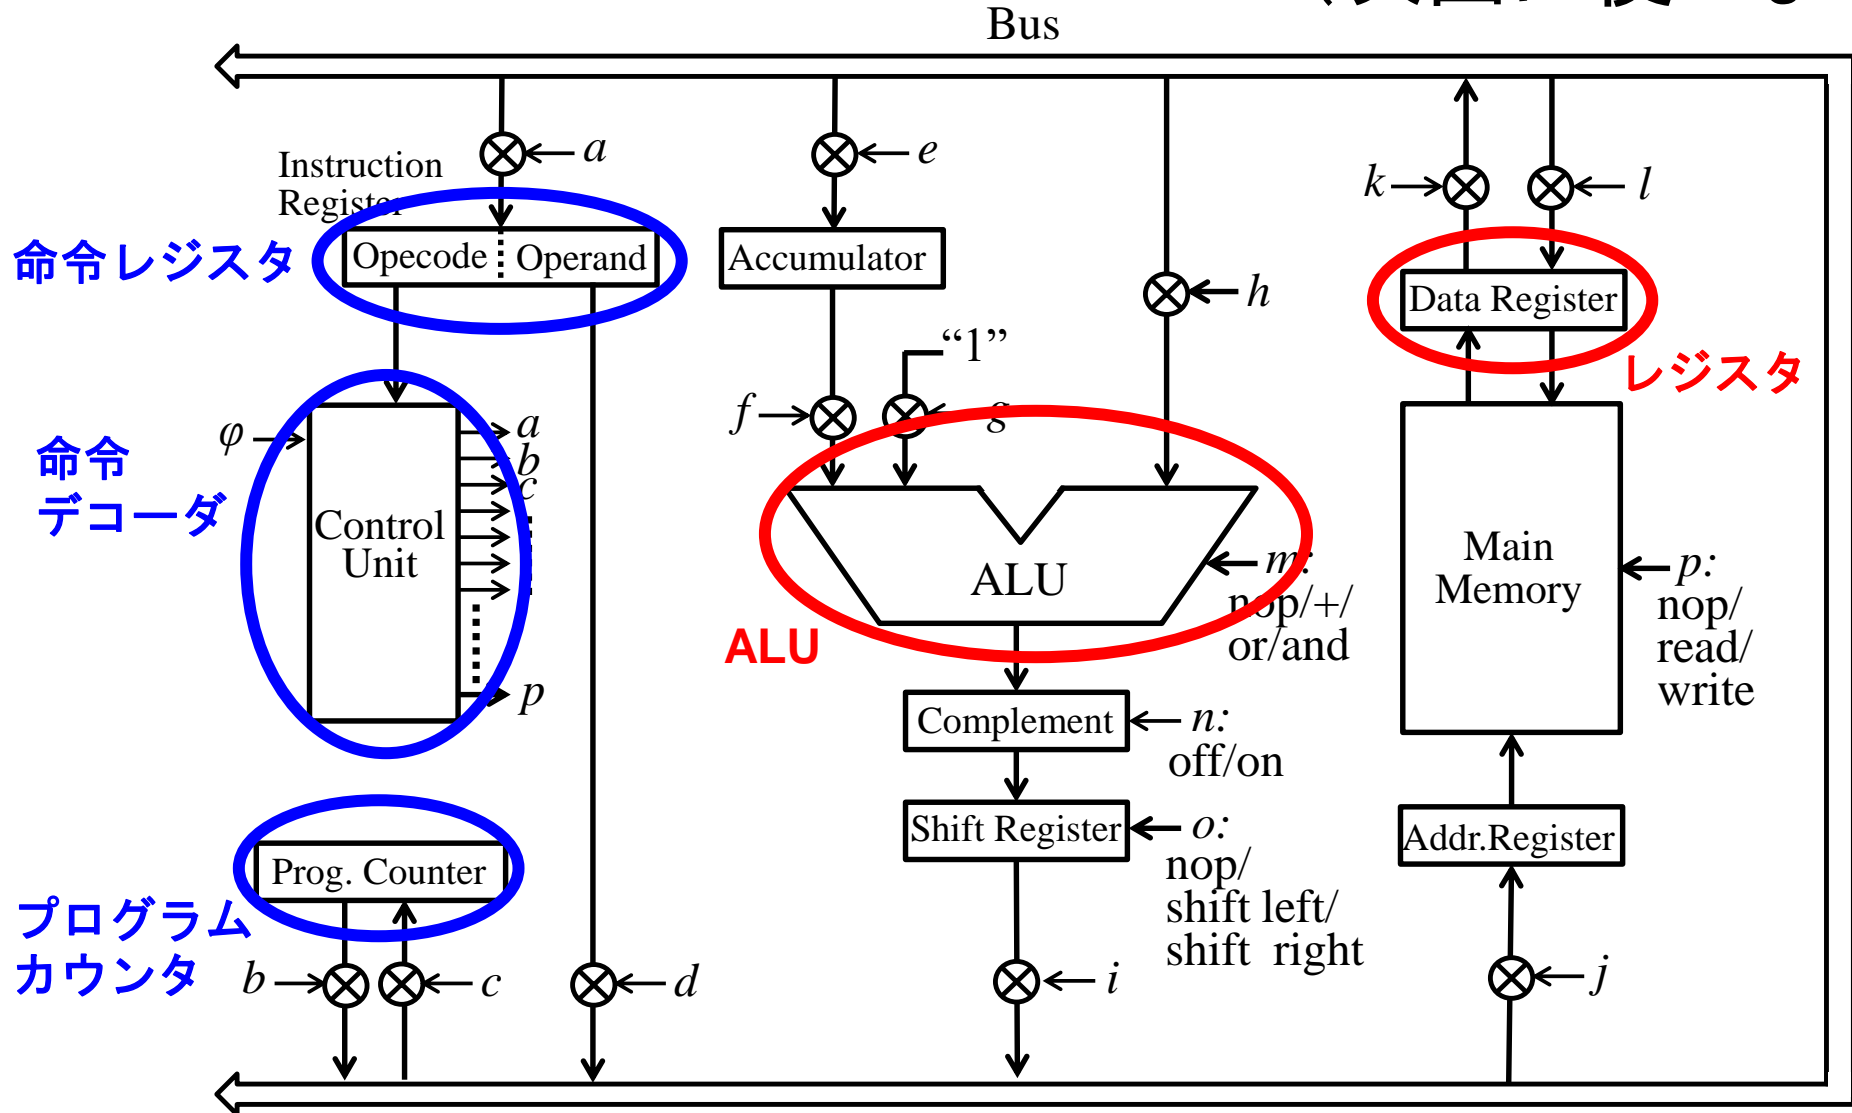 Bus
a
e
k
l
Instruction
Register
命令レジスタ
Opecode
Operand
Accumulator
h
Data Register
レジスタ
“1”
f
g
φ
命令
デコーダ
Control
Unit
a
b
c
p
ALU
m:
nop/+/
or/and
ALU
Main
Memory
p:
nop/
read/
write
Complement
n:
off/on
Shift Register
o:
nop/
shift left/
shift right
Addr.Register
Prog. Counter
プログラム
カウンタ
b
c
d
i
j